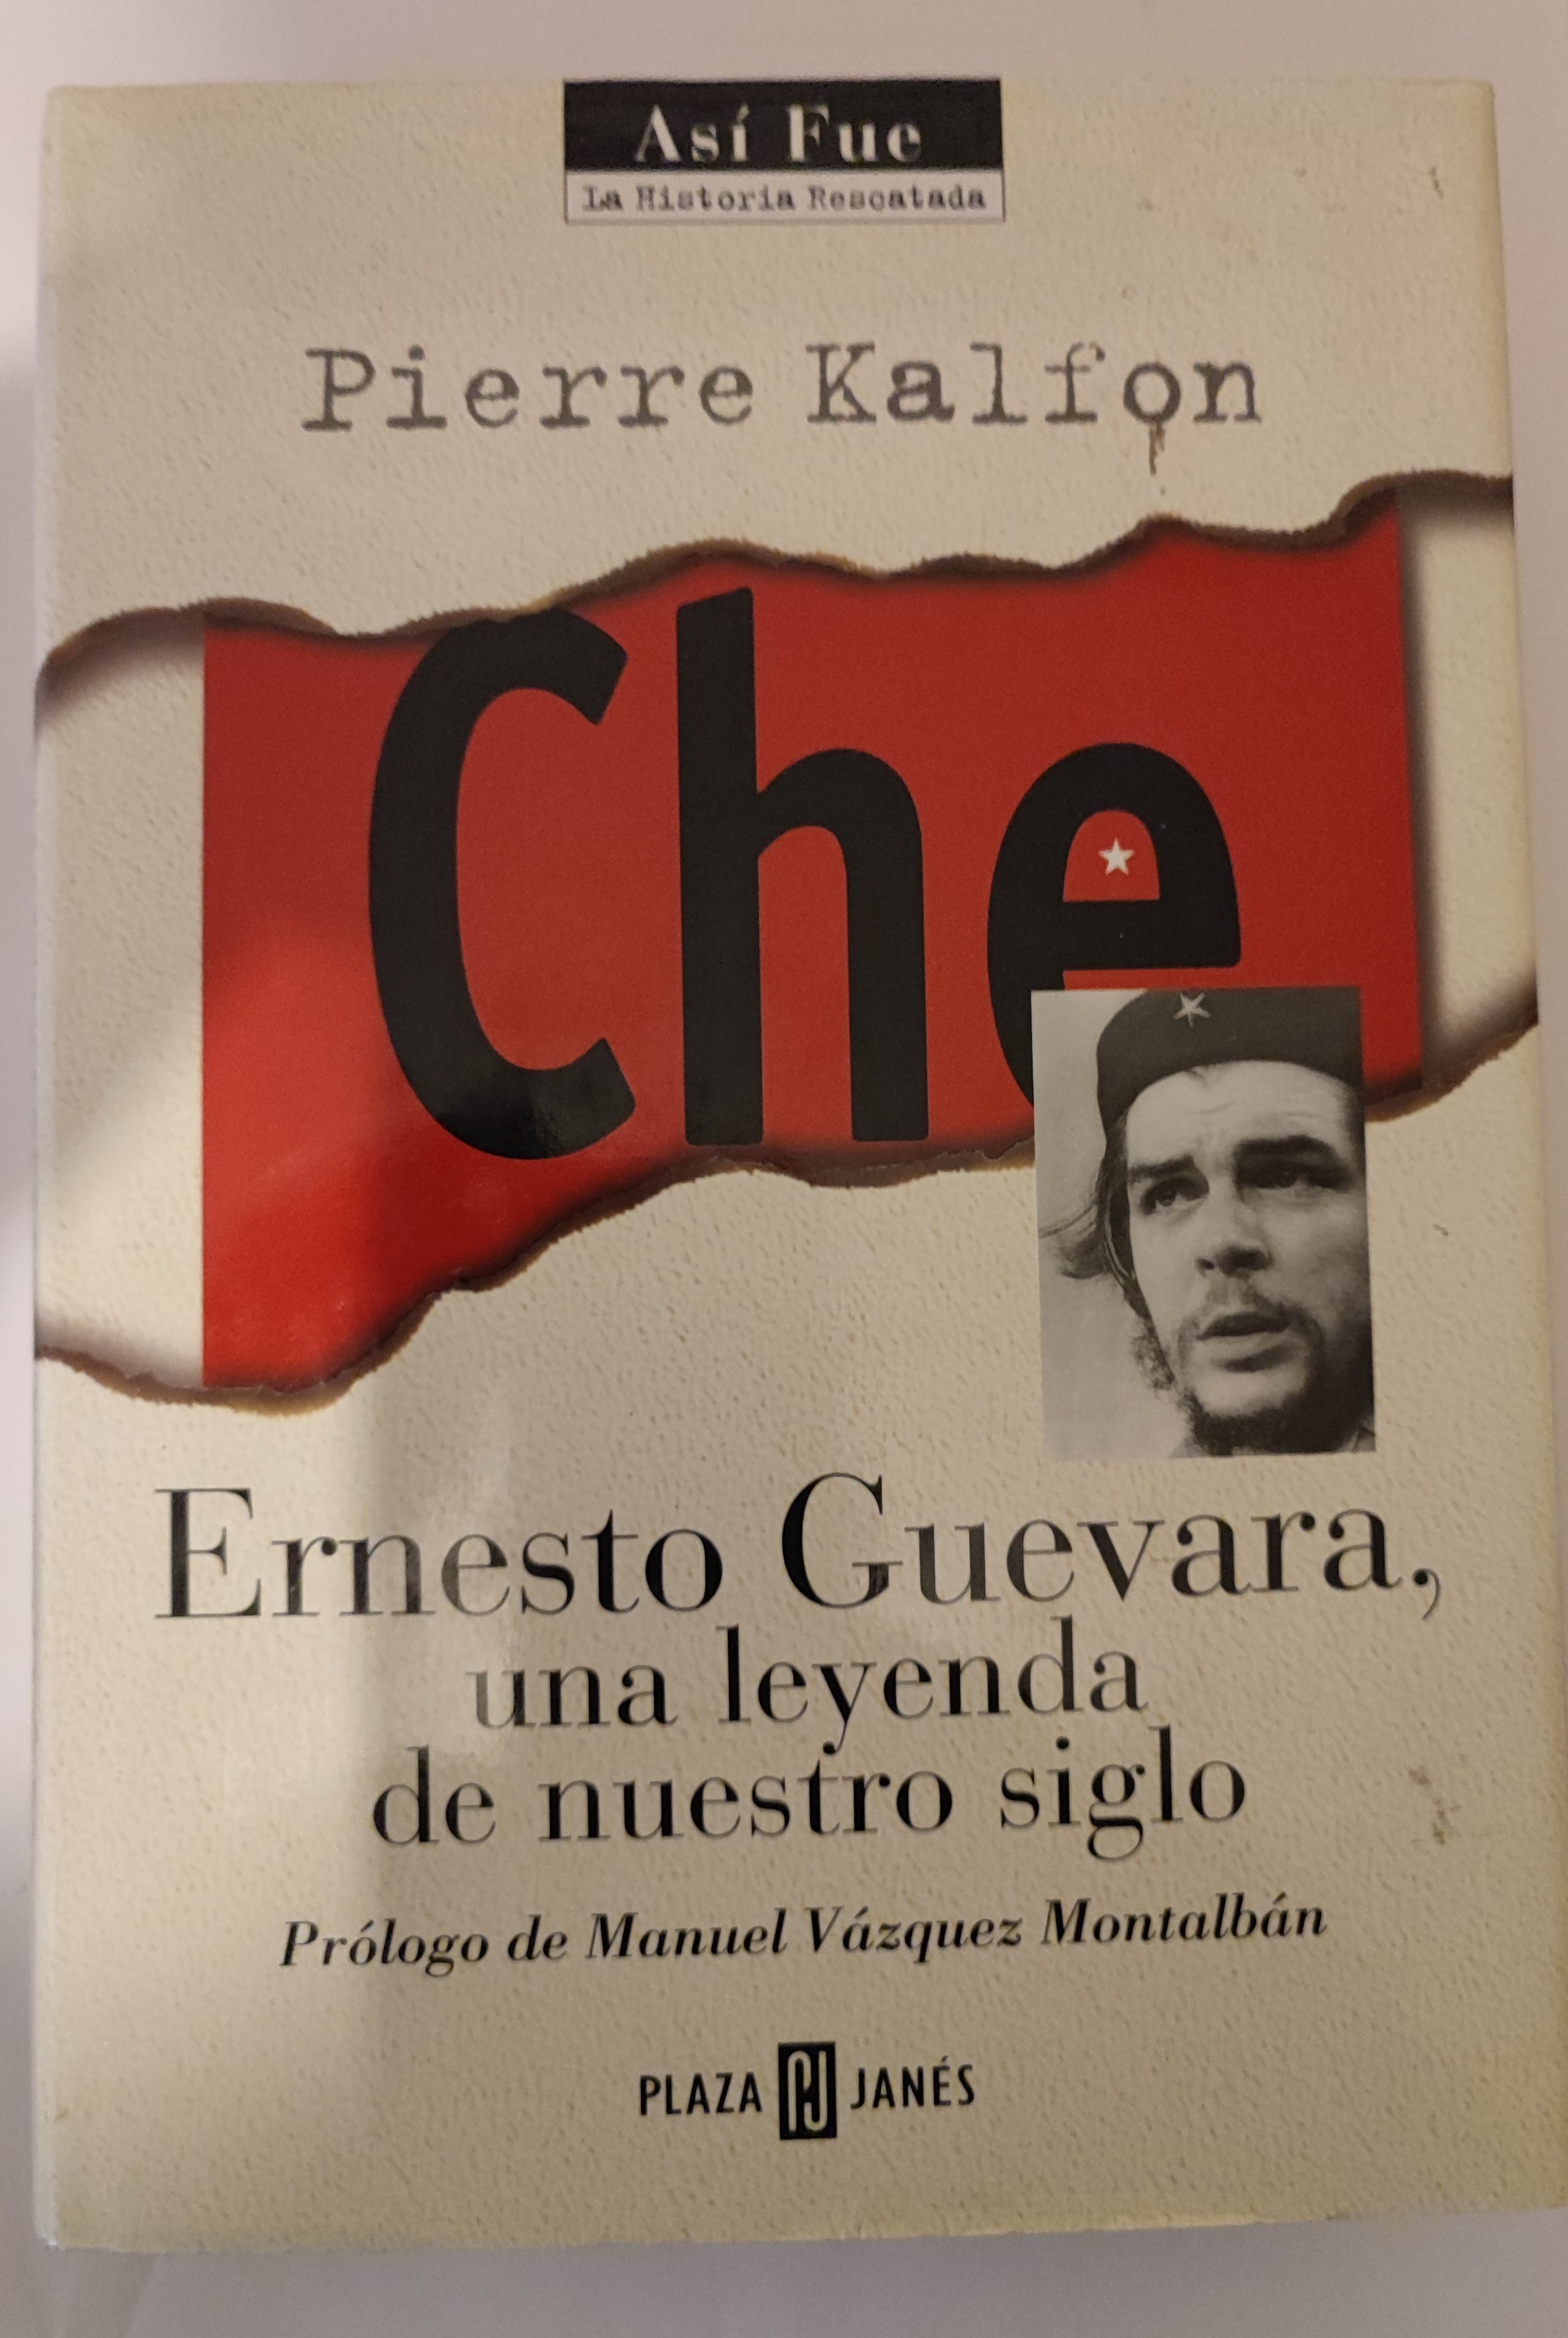 Así Fue
La Historia Rescatada
Pierre Kalfon
Che
Ernesto Guevara,
una leyenda
de nuestro siglo
Prólogo de Manuel Vázquez Montalbán
PLAZA PJ JANÉS